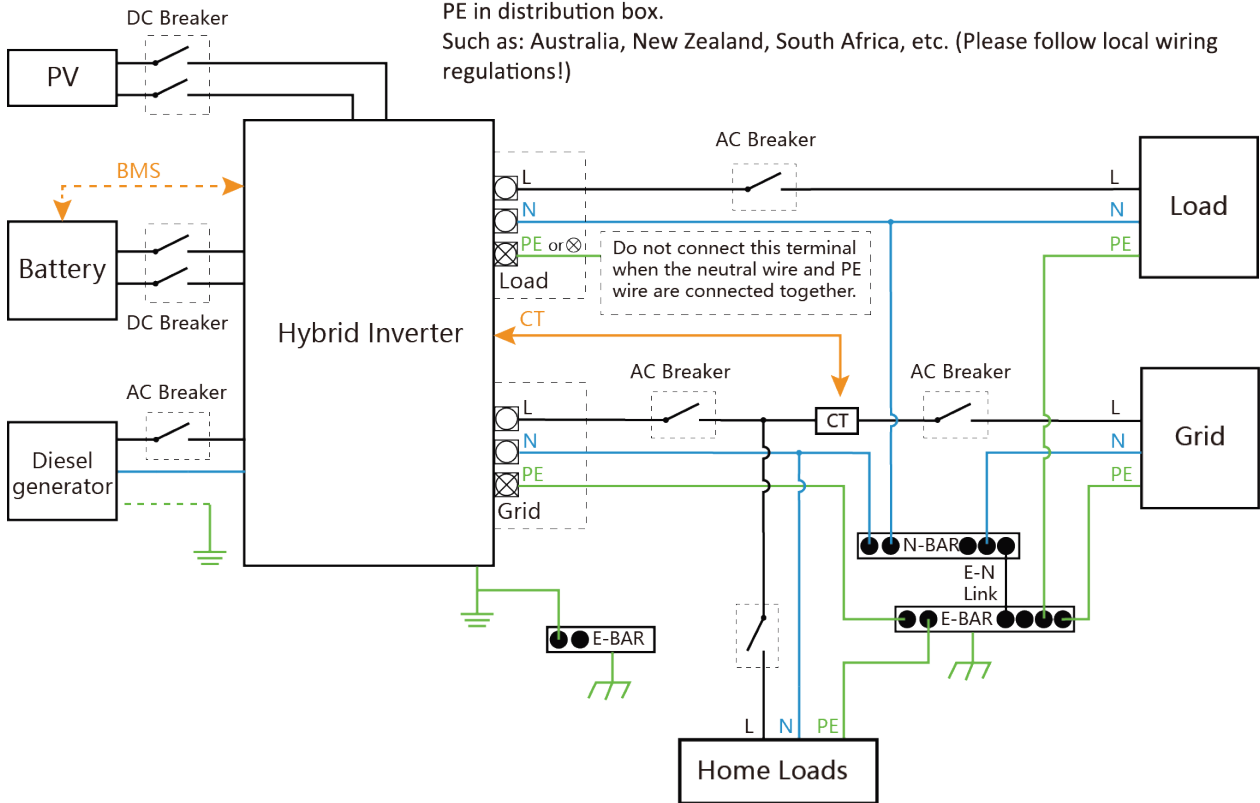 PE in distribution box.
Such as: Australia, New Zealand, South Africa, etc. (Please follow local wiring
regulations!)
DC Breaker
PV
BMS
Battery
DC Breaker
AC Breaker
Diesel
generator
Hybrid Inverter
L
N
PE or ⊗
Load
Do not connect this terminal
when the neutral wire and PE
wire are connected together.
AC Breaker
L
N
PE
Load
CT
AC Breaker
CT
AC Breaker
L
N
PE
Grid
L
N
PE
Grid
N-BAR
E-N
Link
E-BAR
E-BAR
L
N
PE
Home Loads